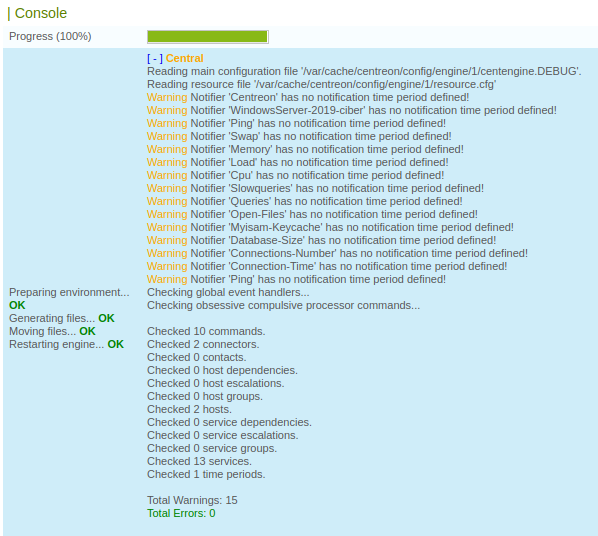 | Console
Progress (100%)
[ - ] Central
Reading main configuration file '/var/cache/centreon/config/engine/1/centengine.DEBUG'.
Reading resource file '/var/cache/centreon/config/engine/1/resource.cfg'
Warning Notifier 'Centreon' has no notification time period defined!
Warning Notifier 'WindowsServer-2019-ciber' has no notification time period defined!
Warning Notifier 'Ping' has no notification time period defined!
Warning Notifier 'Swap' has no notification time period defined!
Warning Notifier 'Memory' has no notification time period defined!
Warning Notifier 'Load' has no notification time period defined!
Warning Notifier 'Cpu' has no notification time period defined!
Warning Notifier 'Slowqueries' has no notification time period defined!
Warning Notifier 'Queries' has no notification time period defined!
Warning Notifier 'Open-Files' has no notification time period defined!
Warning Notifier 'Myisam-Keycache' has no notification time period defined!
Warning Notifier 'Database-Size' has no notification time period defined!
Warning Notifier 'Connections-Number' has no notification time period defined!
Warning Notifier 'Connection-Time' has no notification time period defined!
Warning Notifier 'Ping' has no notification time period defined!
Preparing environment...
OK
Generating files... OK
Moving files... OK
Restarting engine... OK
Checking global event handlers...
Checking obsessive compulsive processor commands...
Checked 10 commands.
Checked 2 connectors.
Checked 0 contacts.
Checked 0 host dependencies.
Checked 0 host escalations.
Checked 0 host groups.
Checked 2 hosts.
Checked 0 service dependencies.
Checked 0 service escalations.
Checked 0 service groups.
Checked 13 services.
Checked 1 time periods.
Total Warnings: 15
Total Errors: 0